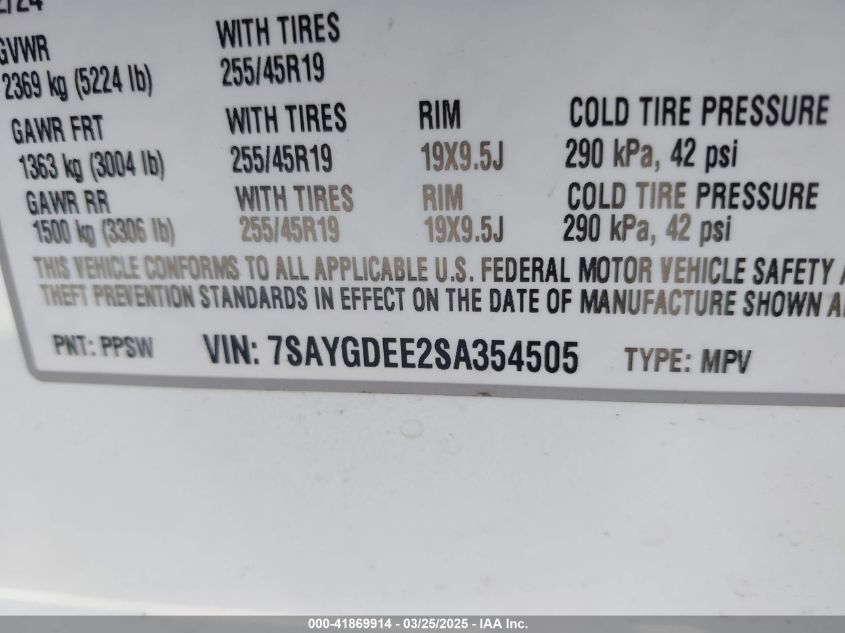 2/24
GVWR WITH TIRES
2369 kg (5224 lb) 255/45R19
GAWR FRT WITH TIRES RIM COLD TIRE PRESSURE
1363 kg (3004 lb) 255/45R19 19X9.5J 290 kPa, 42 psi
GAWR RR WITH TIRES RIM COLD TIRE PRESSURE
1500 kg (3306 lb) 255/45R19 19X9.5J 290 kPa, 42 psi
THIS VEHICLE CONFORMS TO ALL APPLICABLE U.S. FEDERAL MOTOR VEHICLE SAFETY
THEFT PREVENTION STANDARDS IN EFFECT ON THE DATE OF MANUFACTURE SHOWN
PNT: PPSW VIN: 7SAYGDEE2SA354505 TYPE: MPV
000-41869914 - 03/25/2025 - IAA Inc.